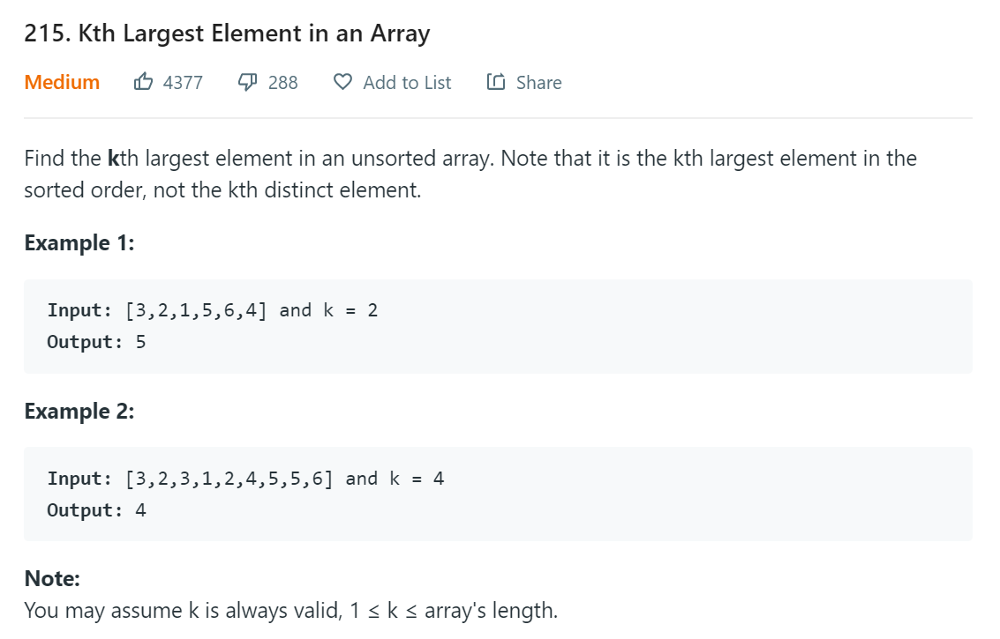 215. Kth Largest Element in an Array
Medium 4377 288 Add to List Share
Find the kth largest element in an unsorted array. Note that it is the kth largest element in the
sorted order, not the kth distinct element.
Example 1:
Input: [3,2,1,5,6,4] and k = 2
Output: 5
Example 2:
Input: [3,2,3,1,2,4,5,5,6] and k = 4
Output: 4
Note:
You may assume k is always valid, 1 ≤ k ≤ array's length.